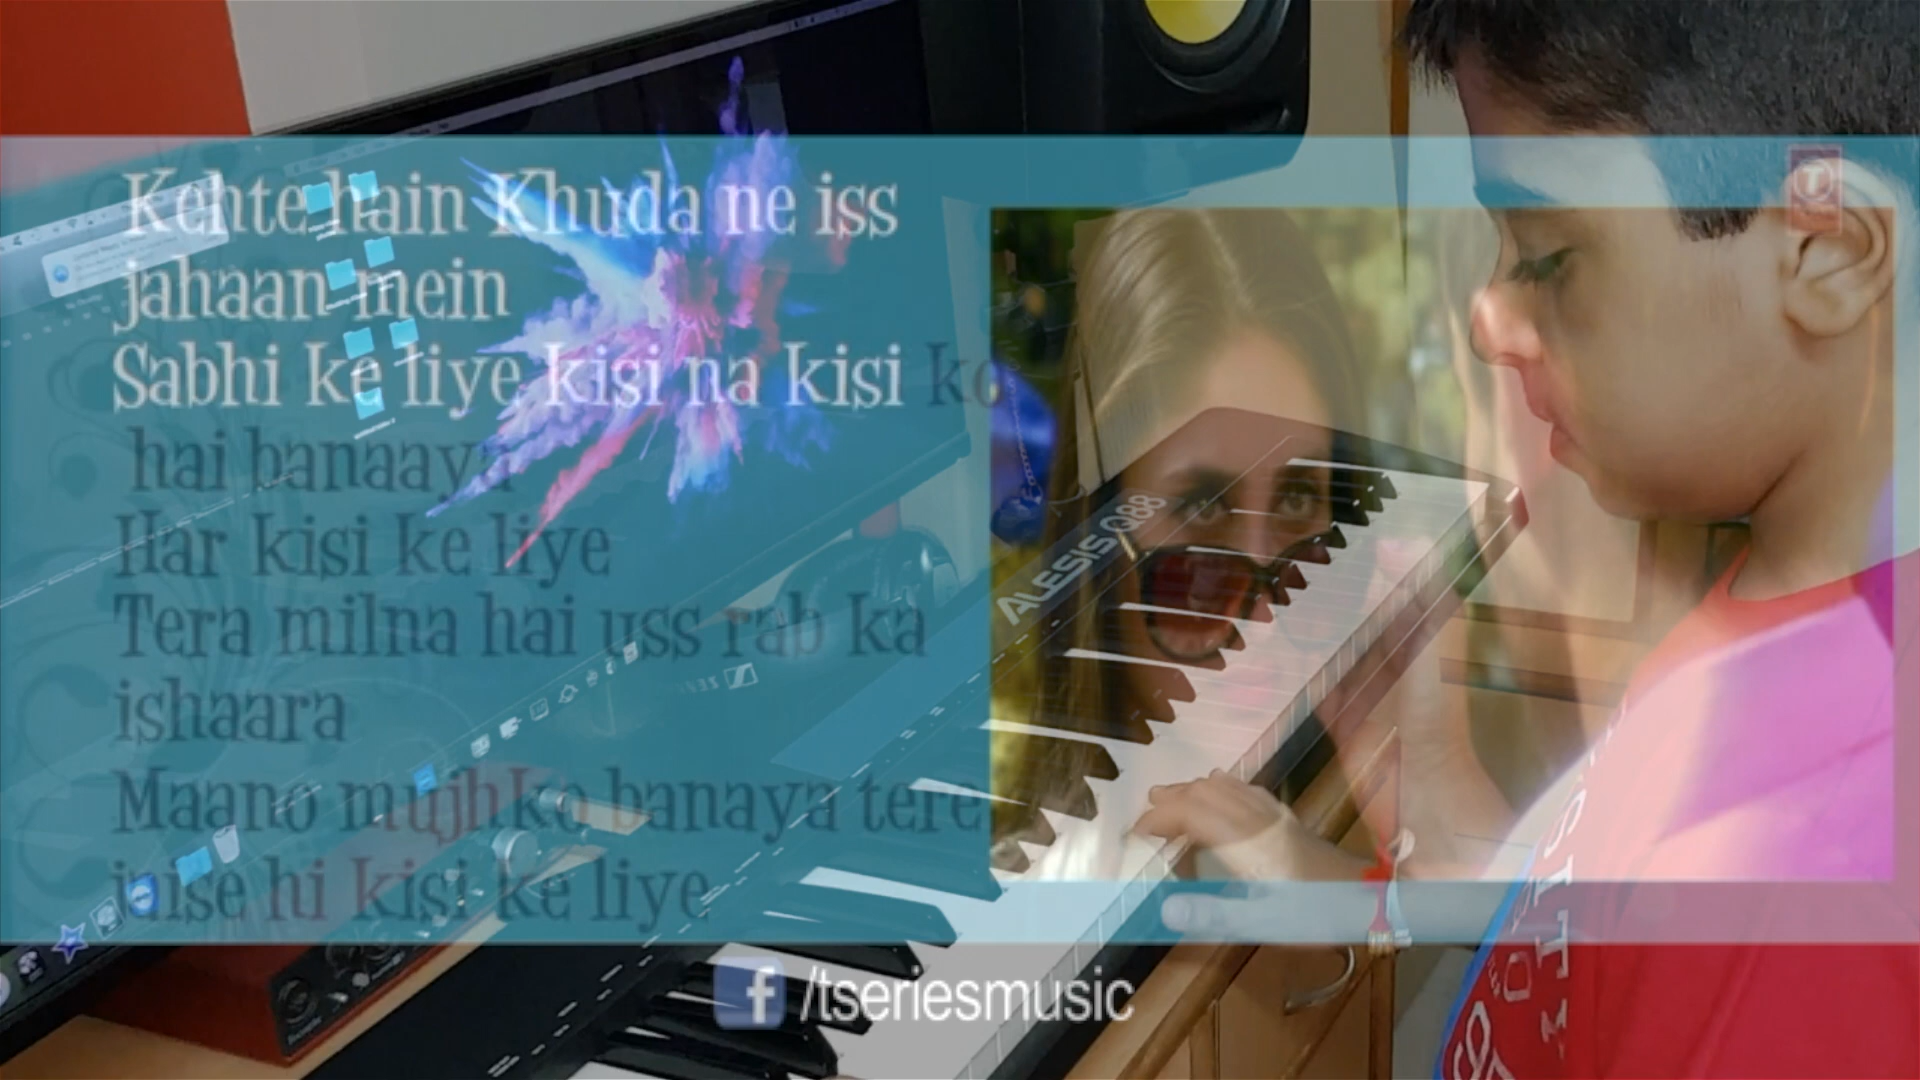 Kehte hain Khuda ne iss
jahaan mein
Sabhi ke liye kisi na kisi ko
hai banaaya
Har kisi ke liye
Tera milna hai uss rab ka
ishaara
Maano mujhko banaya tere
jaise hi kisi ke liye
T
ALESIS Q88
f /tseriesmusic